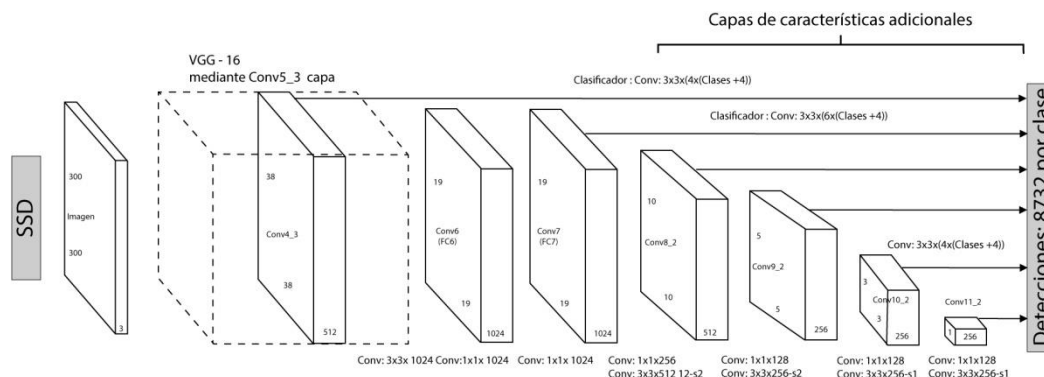 Capas de características adicionales
VGG - 16
mediante Conv5_3 capa
Clasificador : Conv: 3x3x(4x(Clases +4))
Clasificador : Conv: 3x3x(6x(Clases +4))
SSD
300
Imagen
300
3
38
Conv4_3
38
512
19
Conv6
(FC6)
19
1024
19
Conv7
(FC7)
19
1024
10
Conv8_2
10
512
5
Conv9_2
5
256
Conv: 3x3x(4x(Clases +4))
3
Conv10_2
3
256
Conv11_2
1
256
Detecciones: 8732 por clase
Conv: 3x3x 1024
Conv:1x1x 1024
Conv: 1x1x 1024
Conv: 1x1x256
Conv: 3x3x512 12-s2
Conv: 1x1x128
Conv: 3x3x256-s2
Conv: 1x1x128
Conv: 3x3x256-s1
Conv: 1x1x128
Conv: 3x3x256-s1